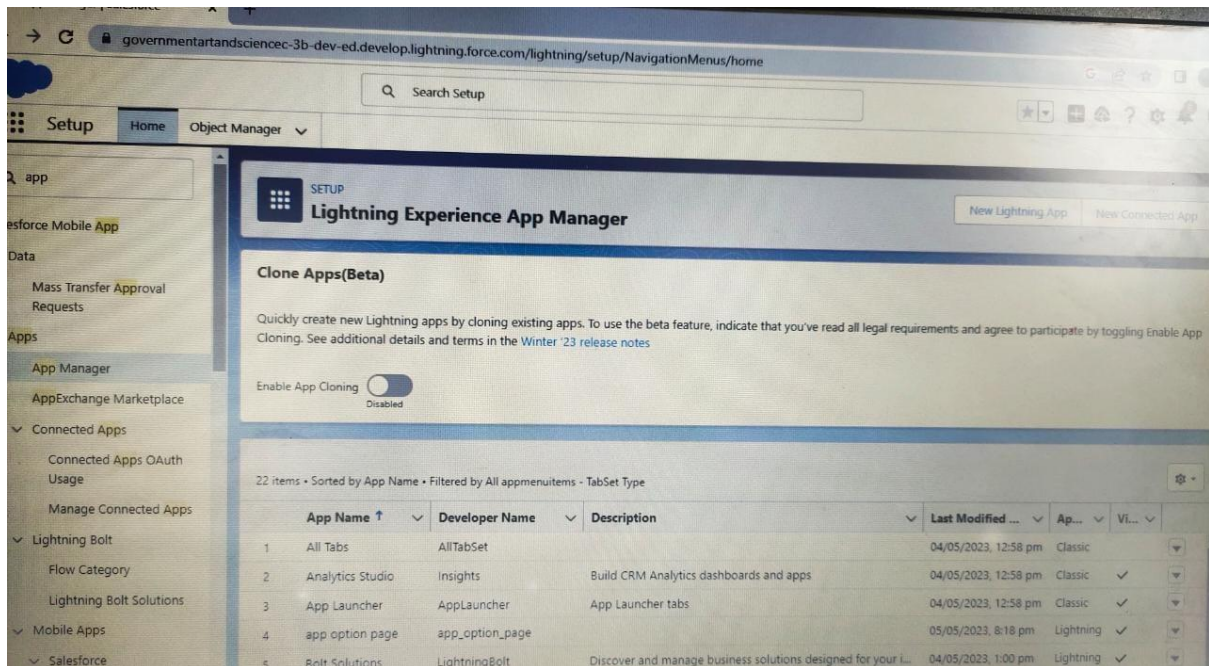 governmentartandsciencec-3b-dev-ed.develop.lightning.force.com/lightning/setup/NavigationMenus/home
Search Setup
Setup Home Object Manager
app
esforce Mobile App
Data
Mass Transfer Approval
Requests
Apps
App Manager
AppExchange Marketplace
Connected Apps
Connected Apps OAuth
Usage
Manage Connected Apps
Lightning Bolt
Flow Category
Lightning Bolt Solutions
Mobile Apps
Salesforce
SETUP
Lightning Experience App Manager
New Lightning App New Connected App
Clone Apps(Beta)
Quickly create new Lightning apps by cloning existing apps. To use the beta feature, indicate that you've read all legal requirements and agree to participate by toggling Enable App
Cloning. See additional details and terms in the Winter '23 release notes
Enable App Cloning
Disabled
22 items • Sorted by App Name • Filtered by All appmenuitems - TabSet Type
App Name Developer Name Description Last Modified ... Ap... Vi...
1 All Tabs AllTabSet 04/05/2023, 12:58 pm Classic
2 Analytics Studio Insights Build CRM Analytics dashboards and apps 04/05/2023, 12:58 pm Classic
3 App Launcher AppLauncher App Launcher tabs 04/05/2023, 12:58 pm Classic
4 app option page app_option_page 05/05/2023, 8:18 pm Lightning
5 Bolt Solutions LightningBolt Discover and manage business solutions designed for your i... 04/05/2023, 1:00 pm Lightning